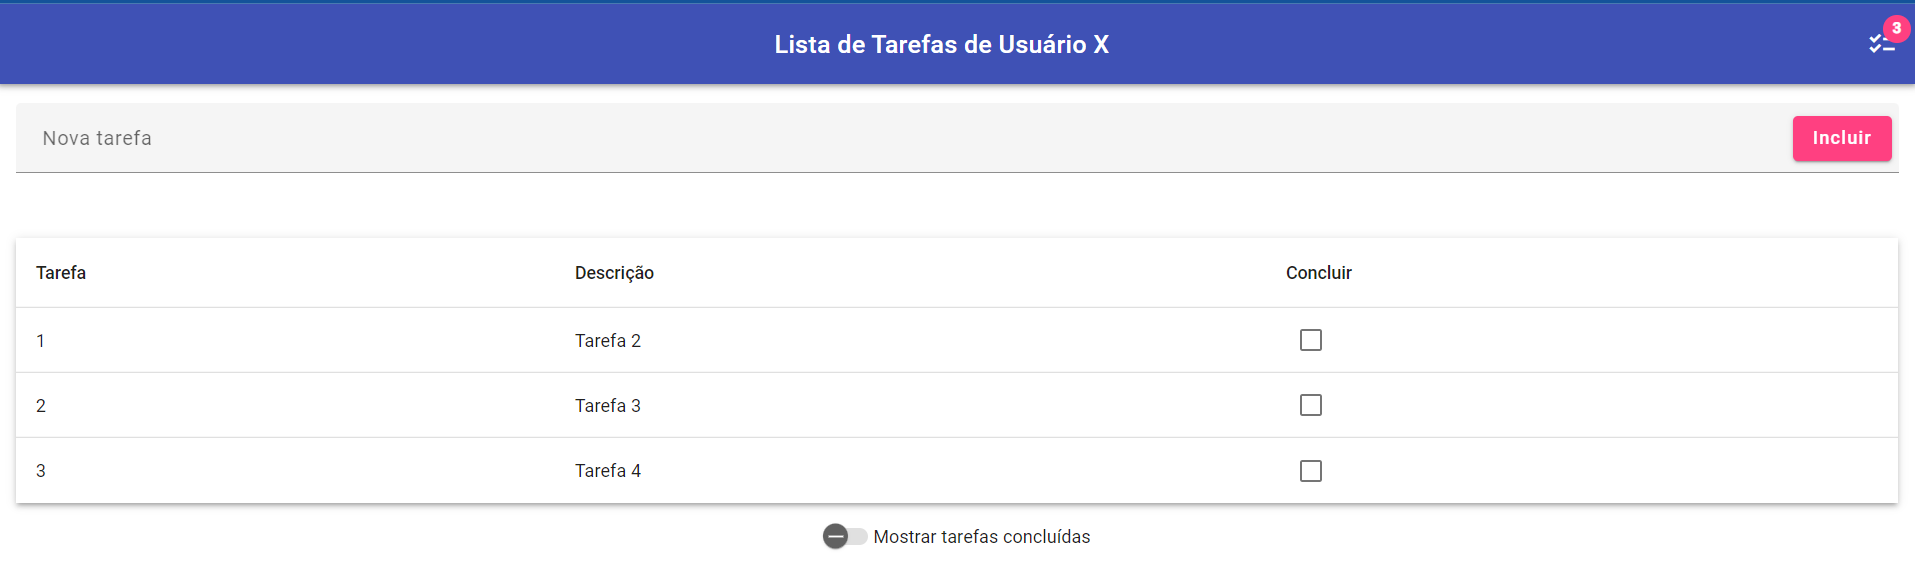 Lista de Tarefas de Usuário X
3
Nova tarefa
Incluir
Tarefa Descrição Concluir
1 Tarefa 2
2 Tarefa 3
3 Tarefa 4
Mostrar tarefas concluídas